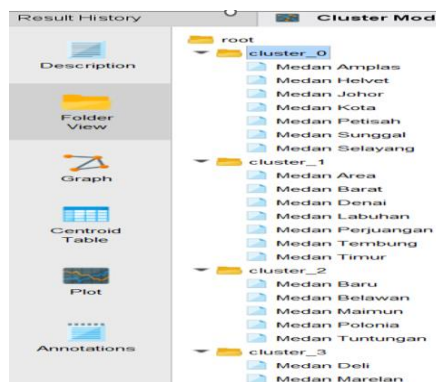 Result History
Cluster Mod
Description
Folder
View
Graph
Centroid
Table
Plot
Annotations
root
cluster_0
Medan Amplas
Medan Helvet
Medan Johor
Medan Kota
Medan Petisah
Medan Sunggal
Medan Selayang
cluster_1
Medan Area
Medan Barat
Medan Denai
Medan Labuhan
Medan Perjuangan
Medan Tembung
Medan Timur
cluster_2
Medan Baru
Medan Belawan
Medan Maimun
Medan Polonia
Medan Tuntungan
cluster_3
Medan Deli
Medan Marelan